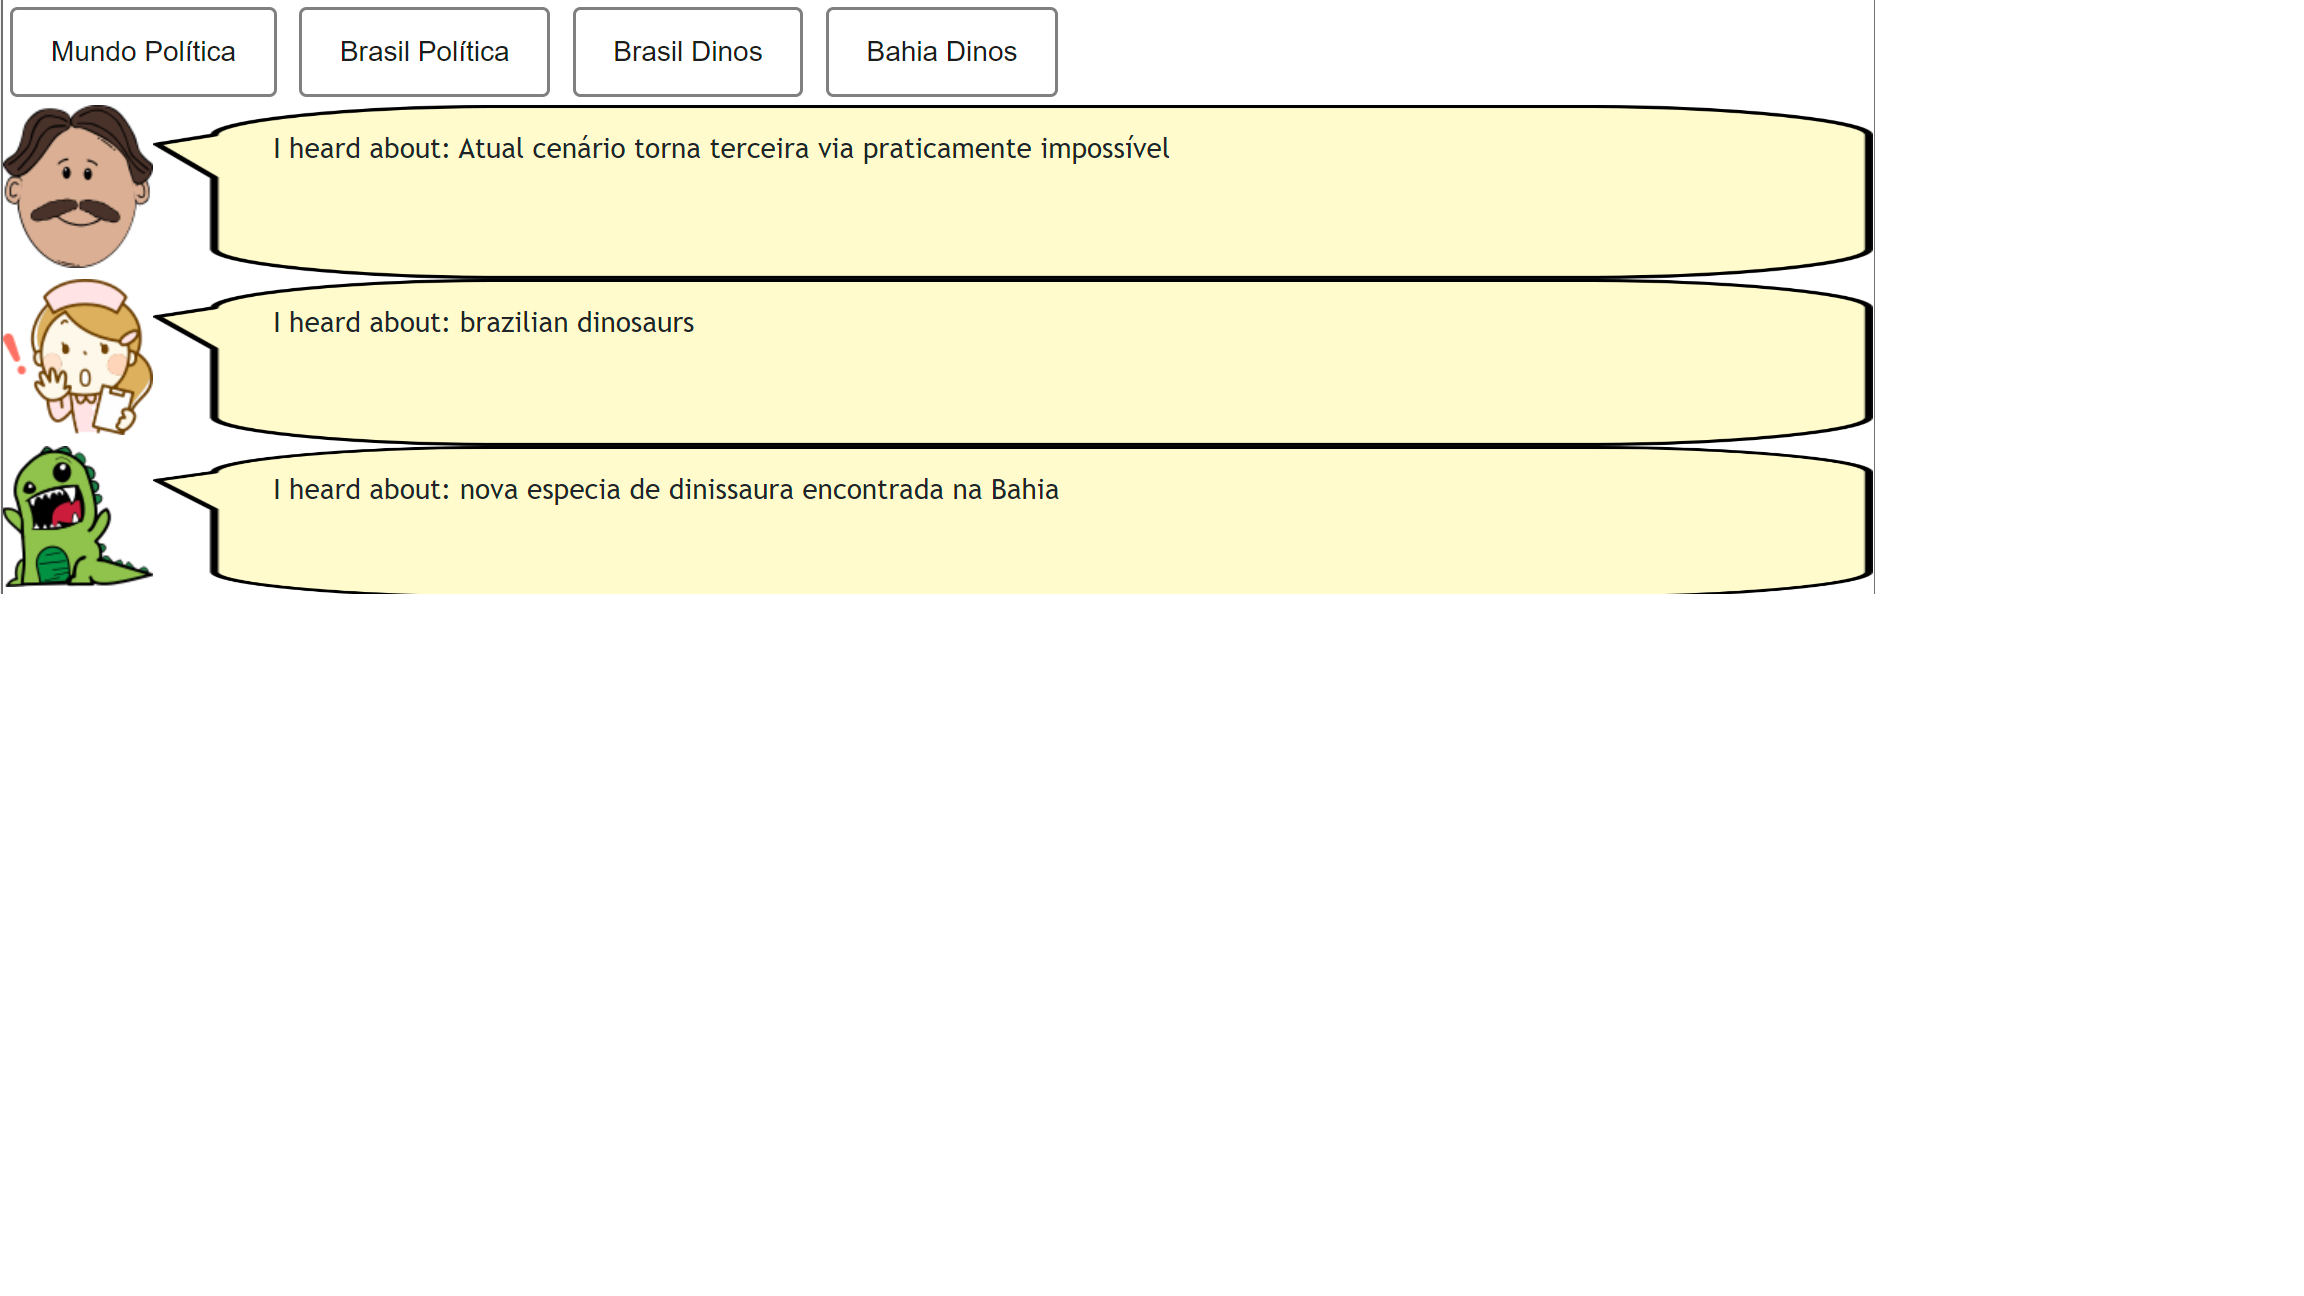 Mundo Política Brasil Política Brasil Dinos Bahia Dinos
I heard about: Atual cenário torna terceira via praticamente impossível
I heard about: brazilian dinosaurs
I heard about: nova especia de dinissaura encontrada na Bahia